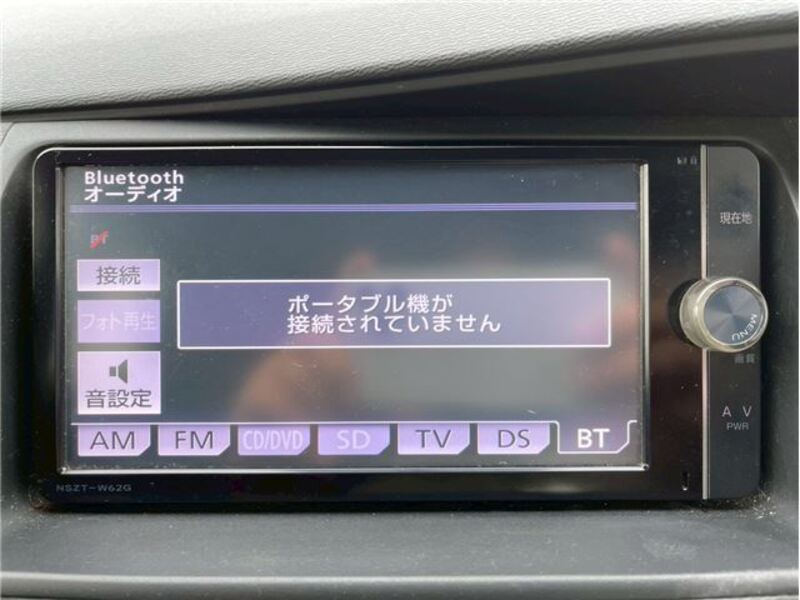 Bluetooth
オーディオ
現在地
BT
接続
ポータブル機が
接続されていません
フォト再生
MENU
画質
音設定
A V
PWR
AM FM CD/DVD SD TV DS BT
NSZT-W62G